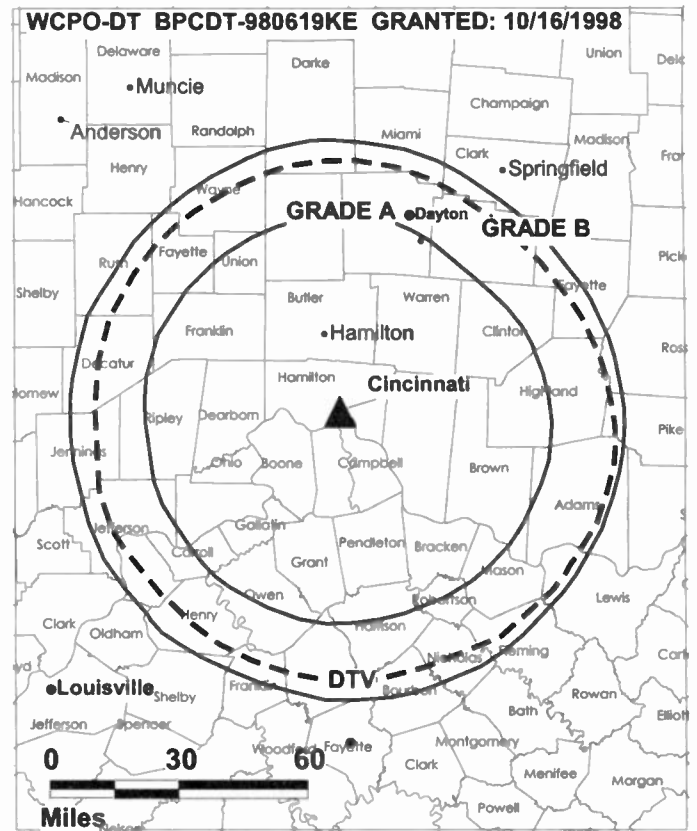 WCPO-DT BPCDT-980619KE GRANTED: 10/16/1998
Delaware
Darke
Union
Madison
Muncie
Champaign
Anderson
Randolph
Miami
Madison
Clark
Henry
Springfield
Wayne
Hancock
GRADE A
Dayton
GRADE B
Rush
Fayette
Union
Shelby
Fayette
Butler
Warren
Franklin
Hamilton
Clinton
Ross
Decatur
Hamilton
Cincinnati
Highland
Ripley
Dearborn
Pike
Jennings
Ohio
Boone
Campbell
Brown
Adams
Jefferson
Gallatin
Scott
Carroll
Grant
Pendleton
Bracken
Mason
Owen
Robertson
Lewis
Henry
Clark
Oldham
Harrison
Nicholas
Fleming
DTV
Louisville
Shelby
Franklin
Bourbon
Rowan
Bath
Elliott
Jefferson
Spencer
Woodford
Fayette
Montgomery
0 30 60
Clark
Menifee
Morgan
Powell
Miles